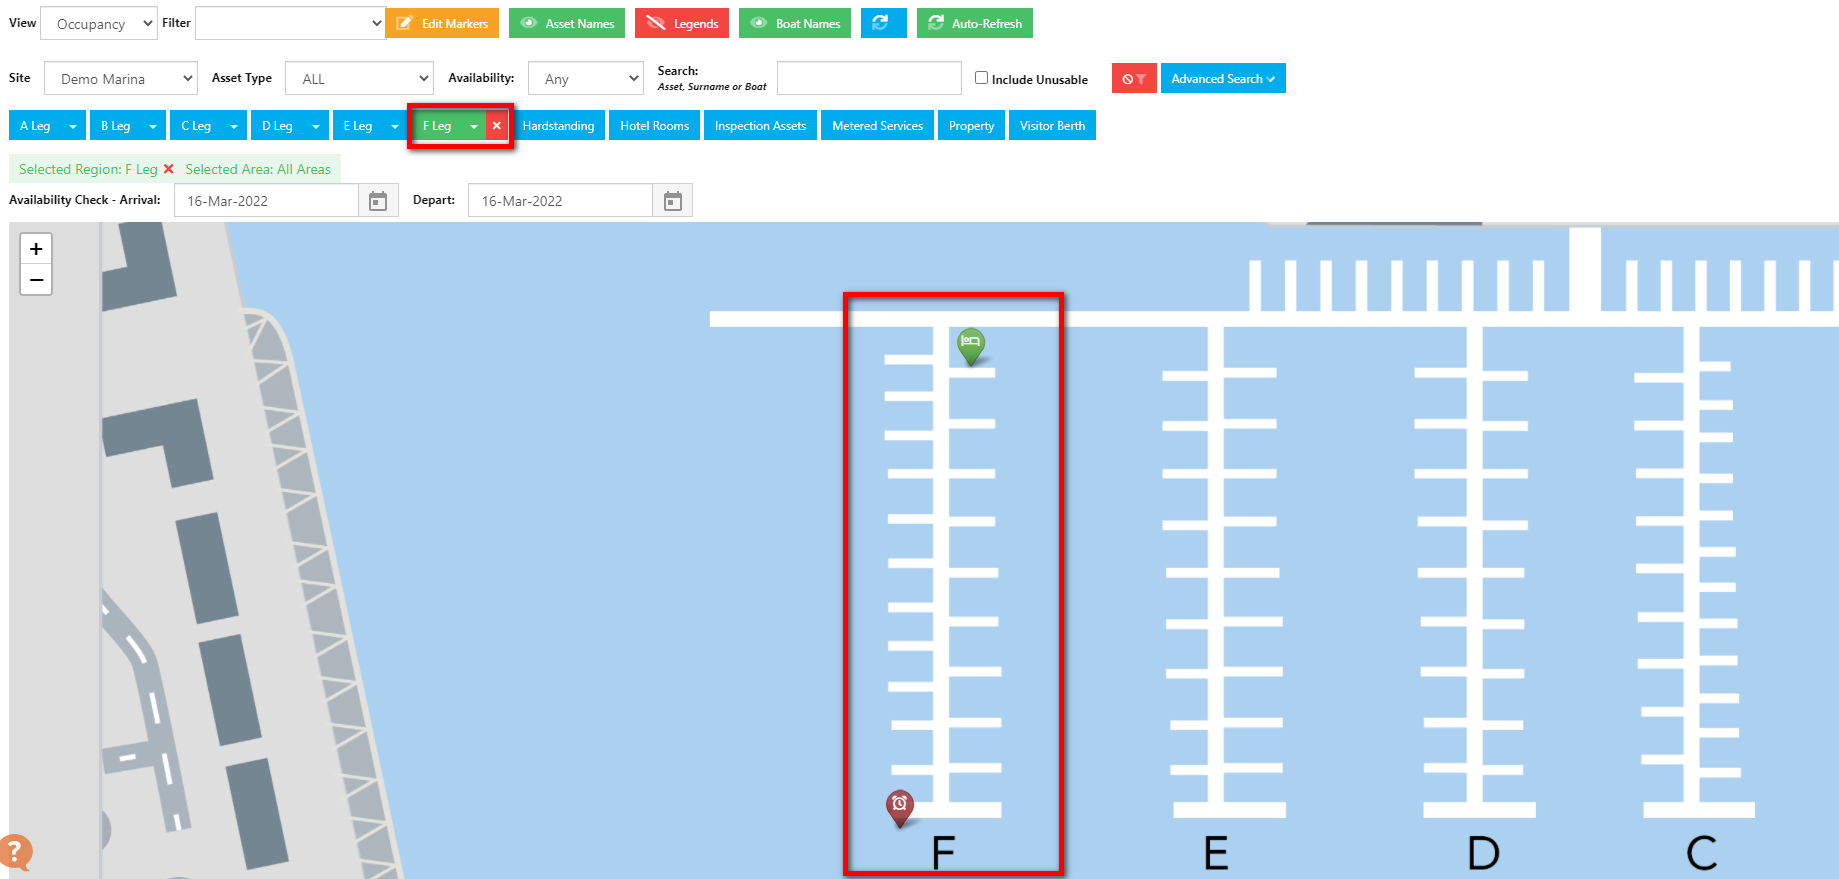 View Occupancy Filter Edit Markers Asset Names Legends Boat Names Auto-Refresh
Site Demo Marina Asset Type ALL Availability: Any Search: Include Unusable Advanced Search
Asset, Surname or Boat
A Leg B Leg C Leg D Leg E Leg F Leg × Hardstanding Hotel Rooms Inspection Assets Metered Services Property Visitor Berth
Selected Region: F Leg × Selected Area: All Areas
Availability Check - Arrival: 16-Mar-2022 Depart: 16-Mar-2022
+
−
?
F E D C